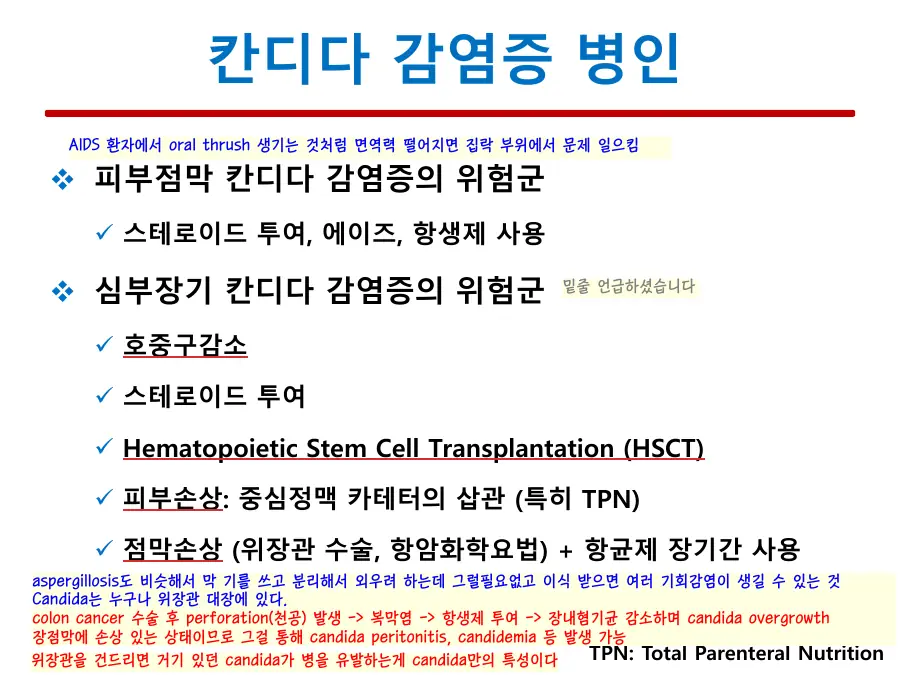 칸디다 감염증 병인
AIDS 환자에서 oral thrush 생기는 것처럼 면역력 떨어지면 집락 부위에서 문제 일으킴
❖ 피부점막 칸디다 감염증의 위험군
✓ 스테로이드 투여, 에이즈, 항생제 사용
❖ 심부장기 칸디다 감염증의 위험군 밑줄 언급하셨습니다
✓ 호중구감소
✓ 스테로이드 투여
✓ Hematopoietic Stem Cell Transplantation (HSCT)
✓ 피부손상: 중심정맥 카테터의 삽관 (특히 TPN)
✓ 점막손상 (위장관 수술, 항암화학요법) + 항균제 장기간 사용
aspergillosis도 비슷해서 막 기를 쓰고 분리해서 외우려 하는데 그럴필요없고 이식 받으면 여러 기회감염이 생길 수 있는 것
Candida는 누구나 위장관 대장에 있다.
colon cancer 수술 후 perforation(천공) 발생 -> 복막염 -> 항생제 투여 -> 장내혐기균 감소하며 candida overgrowth
장점막에 손상 있는 상태이므로 그걸 통해 candida peritonitis, candidemia 등 발생 가능
위장관을 건드리면 거기 있던 candida가 병을 유발하는게 candida만의 특성이다
TPN: Total Parenteral Nutrition